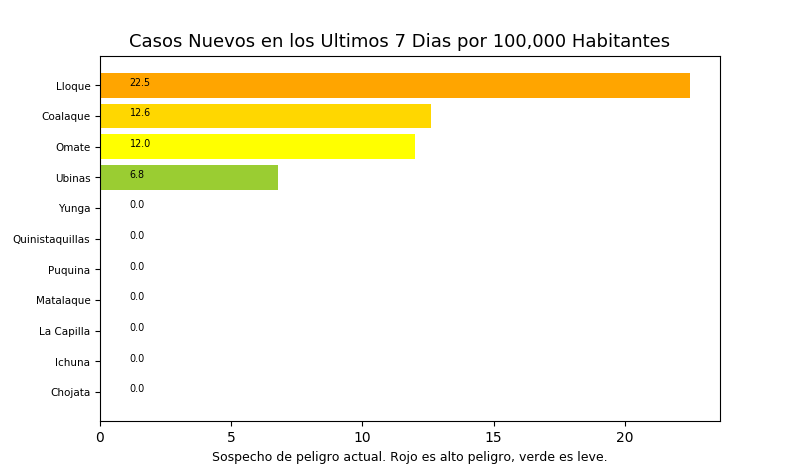 Casos Nuevos en los Ultimos 7 Dias por 100,000 Habitantes
Lloque 22.5
Coalaque 12.6
Omate 12.0
Ubinas 6.8
Yunga 0.0
Quinistaquillas 0.0
Puquina 0.0
Matalaque 0.0
La Capilla 0.0
Ichuna 0.0
Chojata 0.0
0 5 10 15 20
Sospecho de peligro actual. Rojo es alto peligro, verde es leve.